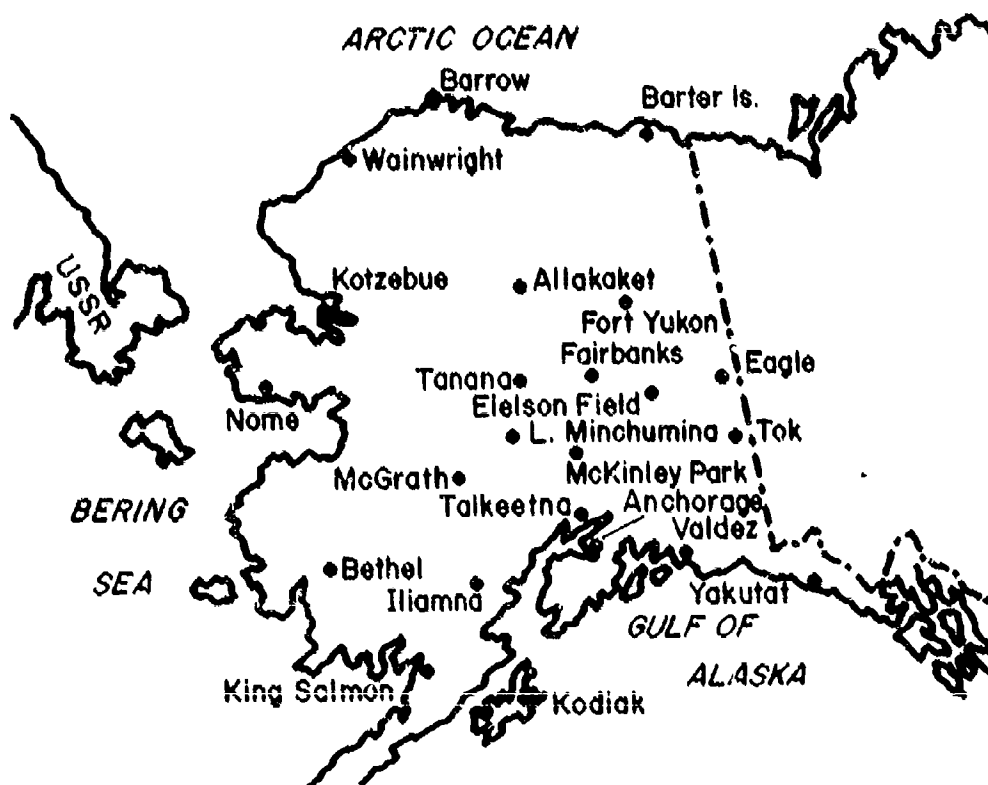 ARCTIC OCEAN
Barrow
Barter Is.
Wainwright
USSR
Kotzebue
Allakaket
Fort Yukon
Fairbanks
Eagle
Tanana
Elelson Field
Nome
L. Minchumina
Tok
McGrath
McKinley Park
BERING
Talkeetna
Anchorage
Valdez
SEA
Bethel
Iliamna
Yakutat
GULF OF
ALASKA
King Salmon
Kodiak